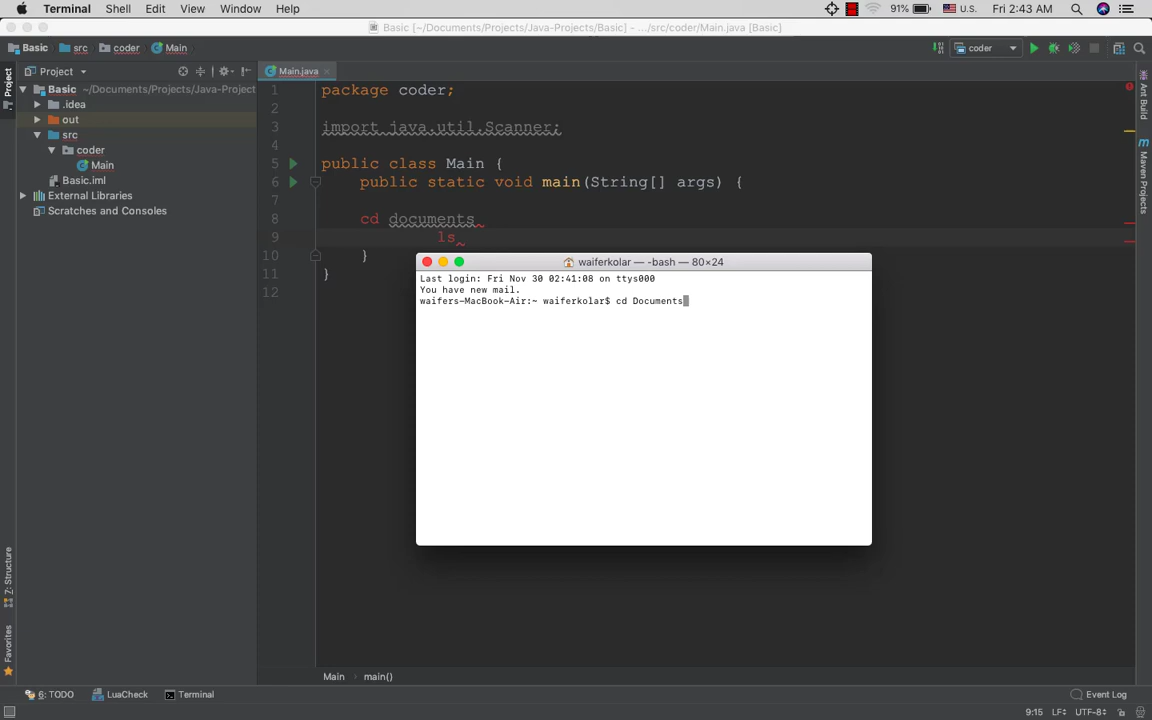 Terminal Shell Edit View Window Help 91% U.S. Fri 2:43 AM
Basic [~/Documents/Projects/Java-Projects/Basic] - .../src/coder/Main.java [Basic]
Basic src coder Main coder
Project Main.java
Basic ~/Documents/Projects/Java-Project
.idea
out
src
coder
Main
Basic.iml
External Libraries
Scratches and Consoles
1 package coder;
2
3 import java.util.Scanner;
4
5 public class Main {
6 public static void main(String[] args) {
7
8 cd documents
9 ls
10 }
11 }
12
waiferkolar — -bash — 80×24
Last login: Fri Nov 30 02:41:08 on ttys000
You have new mail.
waifers-MacBook-Air:~ waiferkolar$ cd Documents
Project
Z: Structure
Favorites
Ant Build
Maven Projects
Main main()
6: TODO LuaCheck Terminal Event Log
9:15 LF÷ UTF-8÷